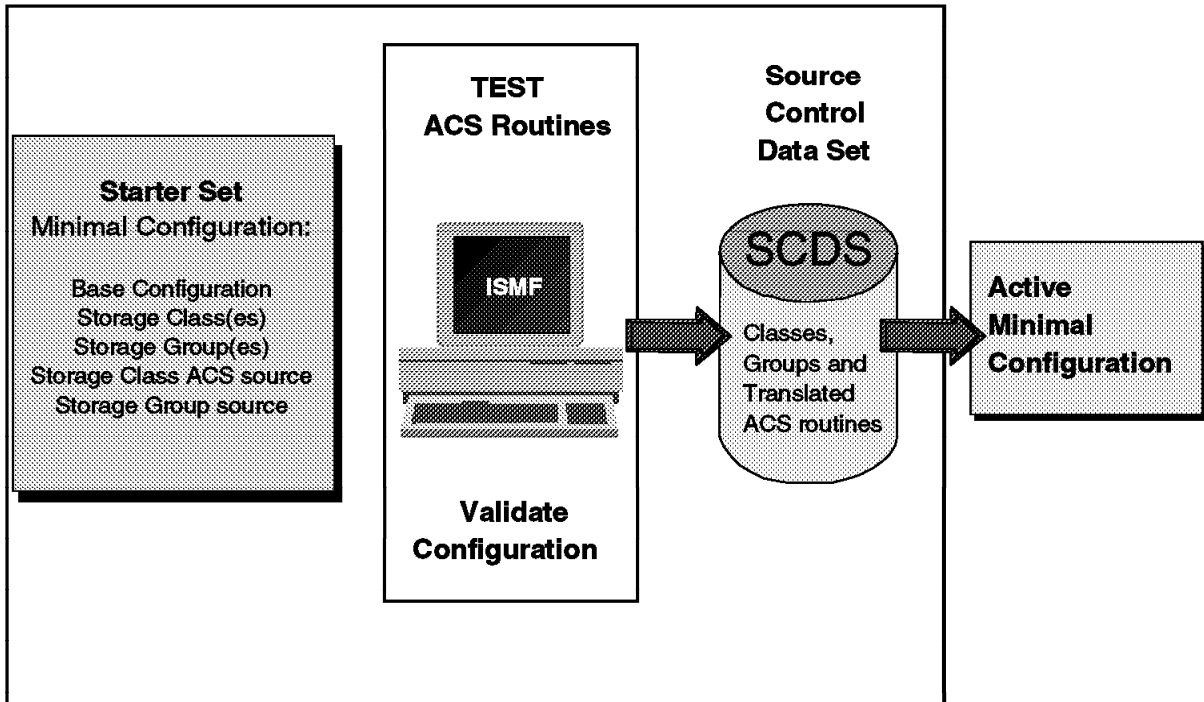 Starter Set
Minimal Configuration:
Base Configuration
Storage Class(es)
Storage Group(es)
Storage Class ACS source
Storage Group source
TEST
ACS Routines
ISMF
Validate
Configuration
Source
Control
Data Set
SCDS
Classes,
Groups and
Translated
ACS routines
Active
Minimal
Configuration